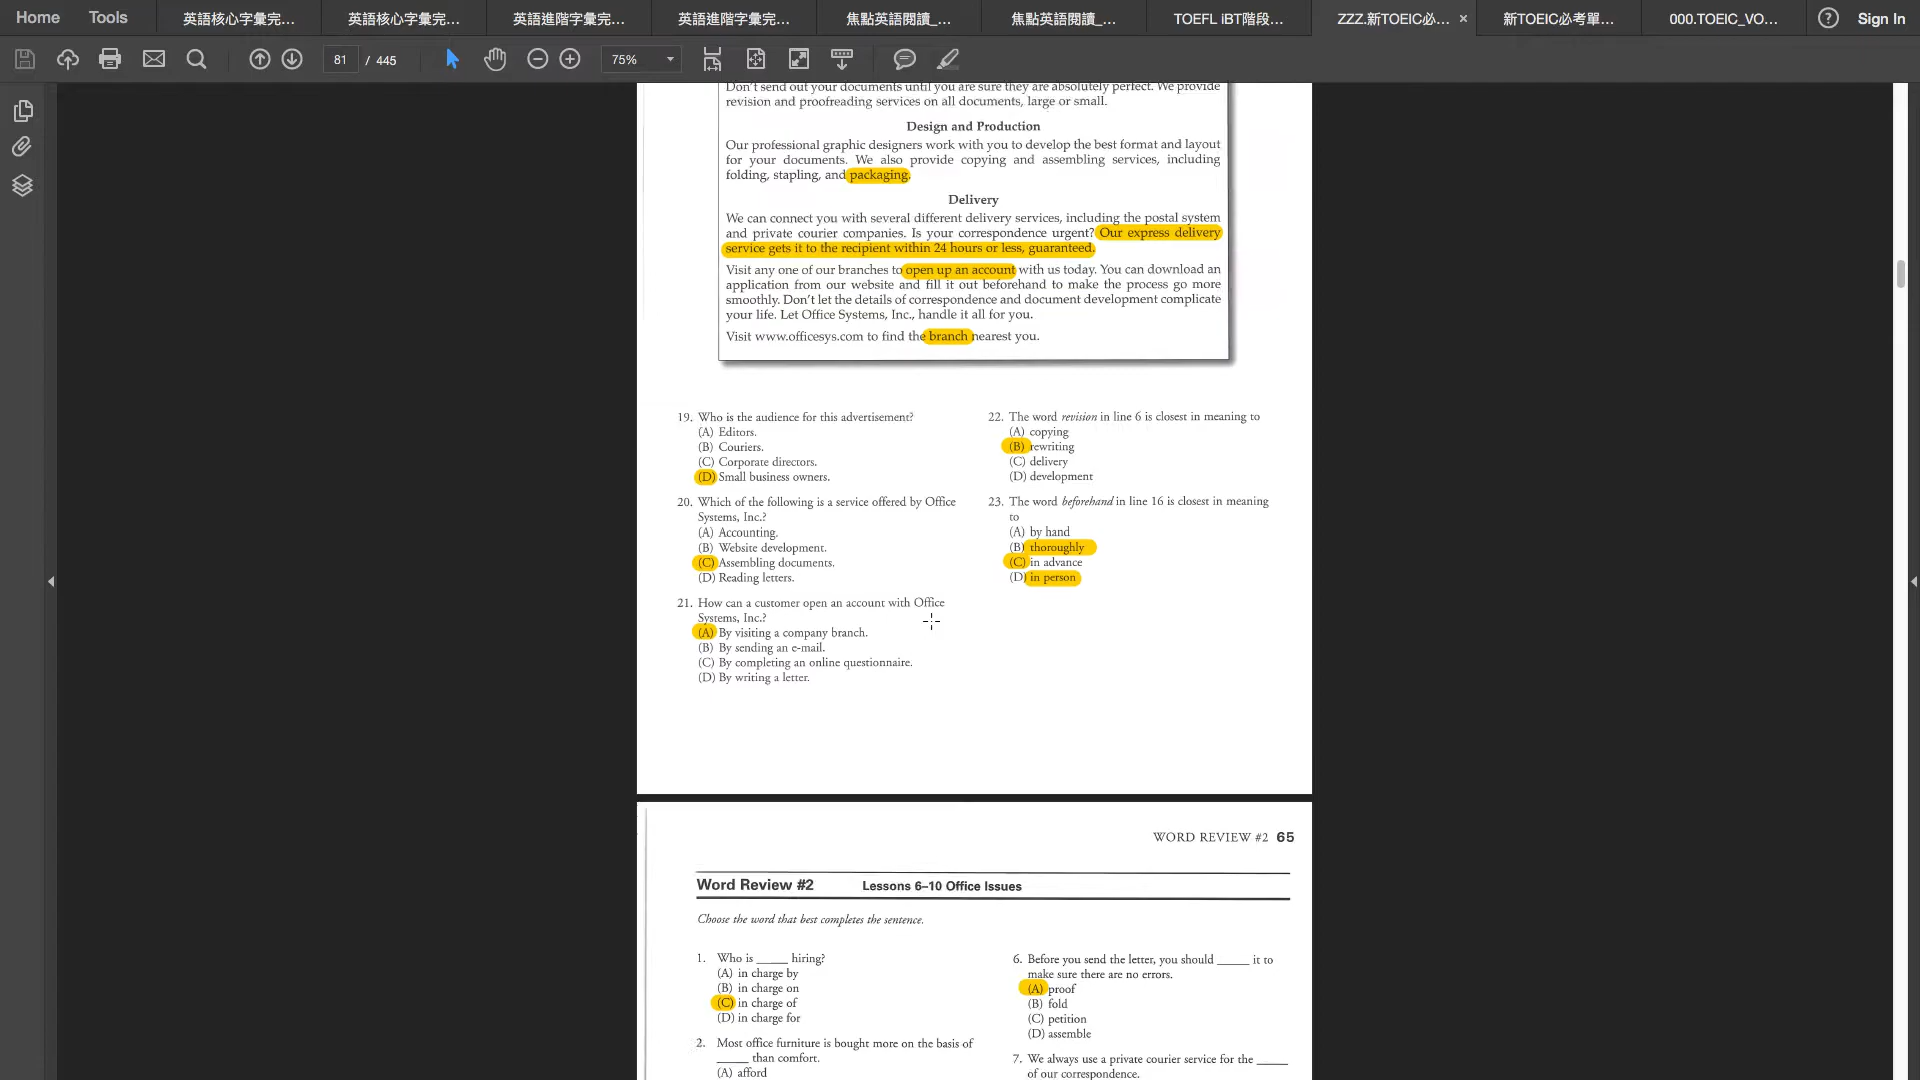 Home Tools 英語核心字彙完... 英語核心字彙完... 英語進階字彙完... 英語進階字彙完... 焦點英語閱讀_... 焦點英語閱讀_... TOEFL iBT階段... ZZZ.新TOEIC必... × 新TOEIC必考單... 000.TOEIC_VO... ? Sign In
81 / 445 75%
Don't send out your documents until you are sure they are absolutely perfect. We provide
revision and proofreading services on all documents, large or small.
Design and Production
Our professional graphic designers work with you to develop the best format and layout
for your documents. We also provide copying and assembling services, including
folding, stapling, and packaging.
Delivery
We can connect you with several different delivery services, including the postal system
and private courier companies. Is your correspondence urgent? Our express delivery
service gets it to the recipient within 24 hours or less, guaranteed.
Visit any one of our branches to open up an account with us today. You can download an
application from our website and fill it out beforehand to make the process go more
smoothly. Don't let the details of correspondence and document development complicate
your life. Let Office Systems, Inc., handle it all for you.
Visit www.officesys.com to find the branch nearest you.
19. Who is the audience for this advertisement?
(A) Editors.
(B) Couriers.
(C) Corporate directors.
(D) Small business owners.
20. Which of the following is a service offered by Office
Systems, Inc.?
(A) Accounting.
(B) Website development.
(C) Assembling documents.
(D) Reading letters.
21. How can a customer open an account with Office
Systems, Inc.?
(A) By visiting a company branch.
(B) By sending an e-mail.
(C) By completing an online questionnaire.
(D) By writing a letter.
22. The word revision in line 6 is closest in meaning to
(A) copying
(B) rewriting
(C) delivery
(D) development
23. The word beforehand in line 16 is closest in meaning
to
(A) by hand
(B) thoroughly
(C) in advance
(D) in person
WORD REVIEW #2 65
Word Review #2 Lessons 6–10 Office Issues
Choose the word that best completes the sentence.
1. Who is _____ hiring?
(A) in charge by
(B) in charge on
(C) in charge of
(D) in charge for
2. Most office furniture is bought more on the basis of
_____ than comfort.
(A) afford
6. Before you send the letter, you should _____ it to
make sure there are no errors.
(A) proof
(B) fold
(C) petition
(D) assemble
7. We always use a private courier service for the _____
of our correspondence.